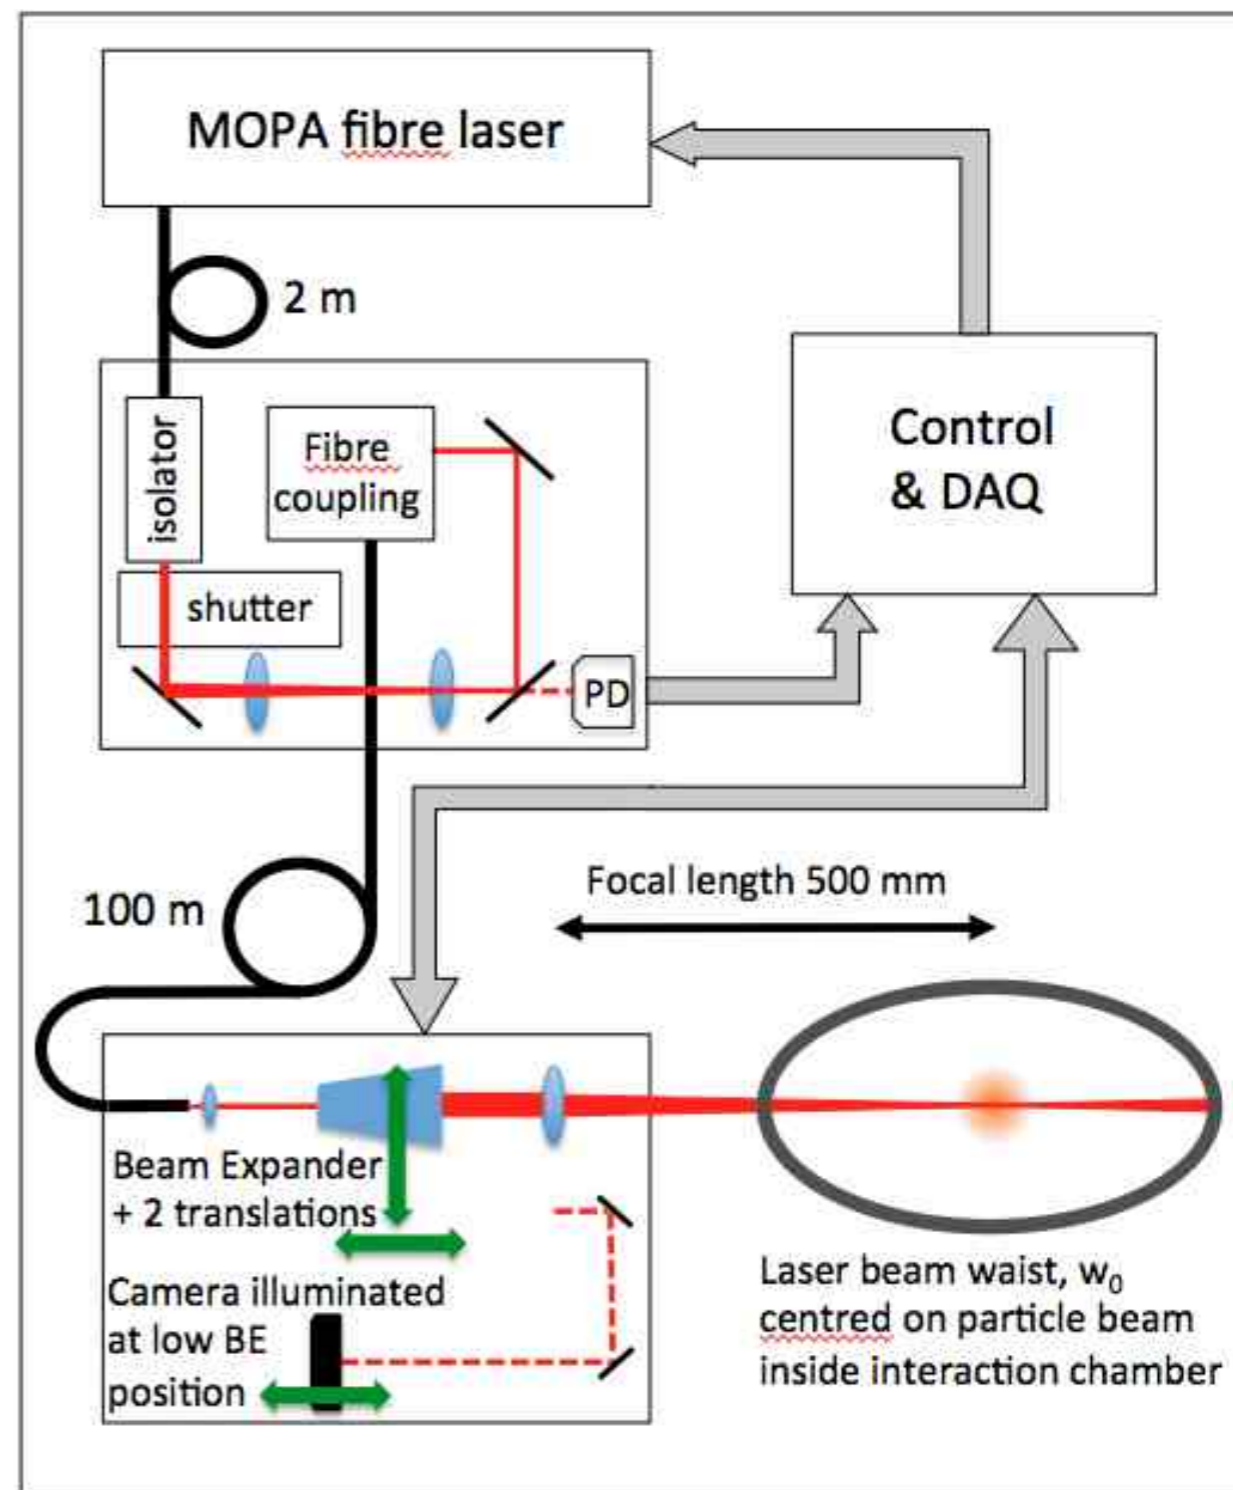 MOPA fibre laser
2 m
isolator
Fibre
coupling
shutter
PD
Control
& DAQ
100 m
Focal length 500 mm
Beam Expander
+ 2 translations
Camera illuminated
at low BE
position
Laser beam waist, w₀
centred on particle beam
inside interaction chamber